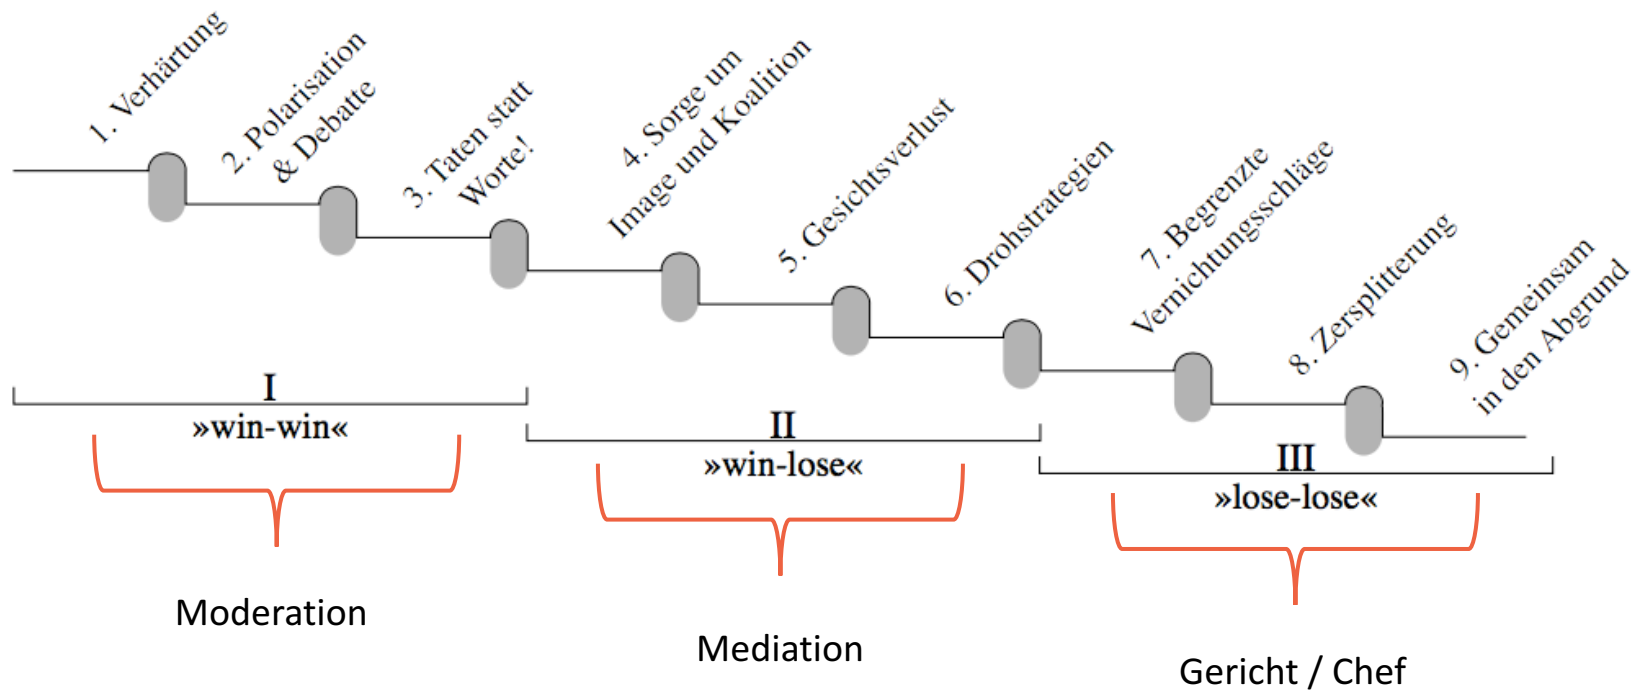 1. Verhärtung
2. Polarisation
& Debatte
3. Taten statt
Worte!
4. Sorge um
Image und Koalition
5. Gesichtsverlust
6. Drohstrategien
7. Begrenzte
Vernichtungsschläge
8. Zersplitterung
9. Gemeinsam
in den Abgrund
I
»win-win«
II
»win-lose«
III
»lose-lose«
Moderation
Mediation
Gericht / Chef